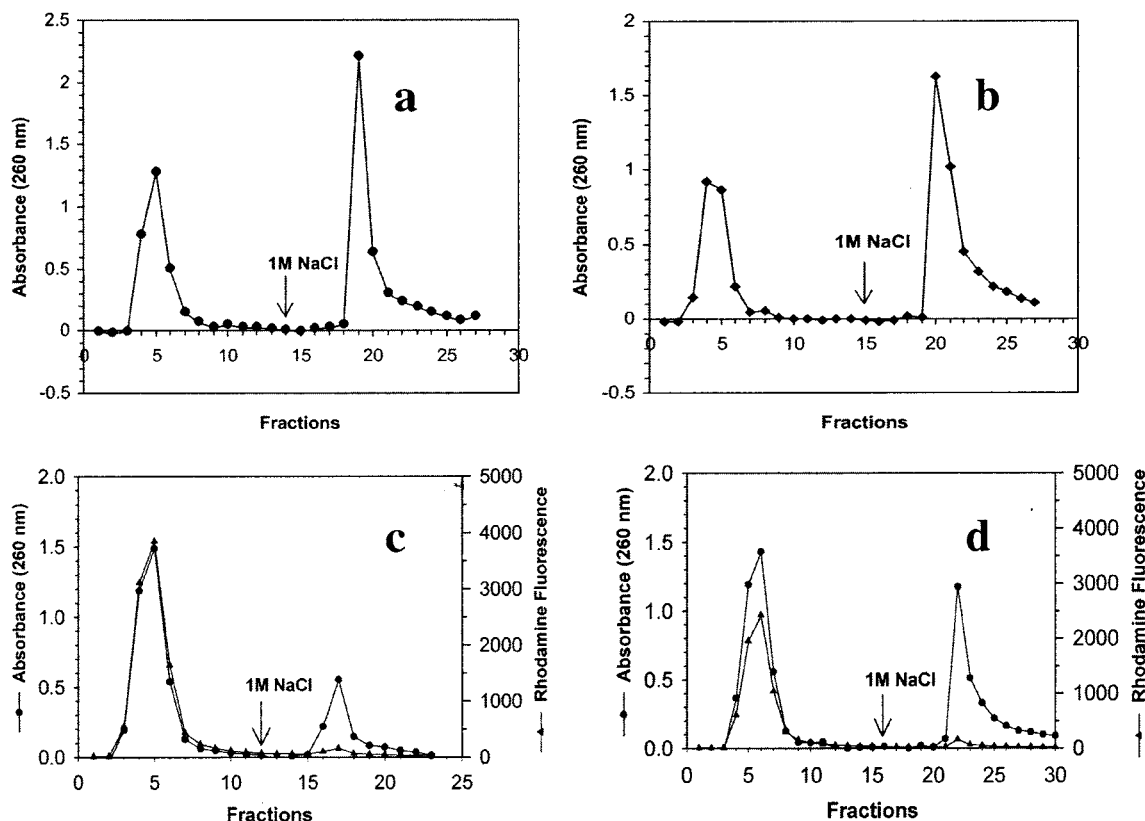 2.5
2
1.5
1
0.5
0
-0.5
0 5 10 15 20 25 30
Absorbance (260 nm)
Fractions
1M NaCl
a
2
1.5
1
0.5
0
-0.5
0 5 10 15 20 25 30
Absorbance (260 nm)
Fractions
1M NaCl
b
2.0
1.5
1.0
0.5
0.0
0 5 10 15 20 25
5000
4000
3000
2000
1000
0
Absorbance (260 nm)
Rhodamine Fluorescence
Fractions
1M NaCl
c
2.0
1.5
1.0
0.5
0.0
0 5 10 15 20 25 30
5000
4000
3000
2000
1000
0
Absorbance (260 nm)
Rhodamine Fluorescence
Fractions
1M NaCl
d